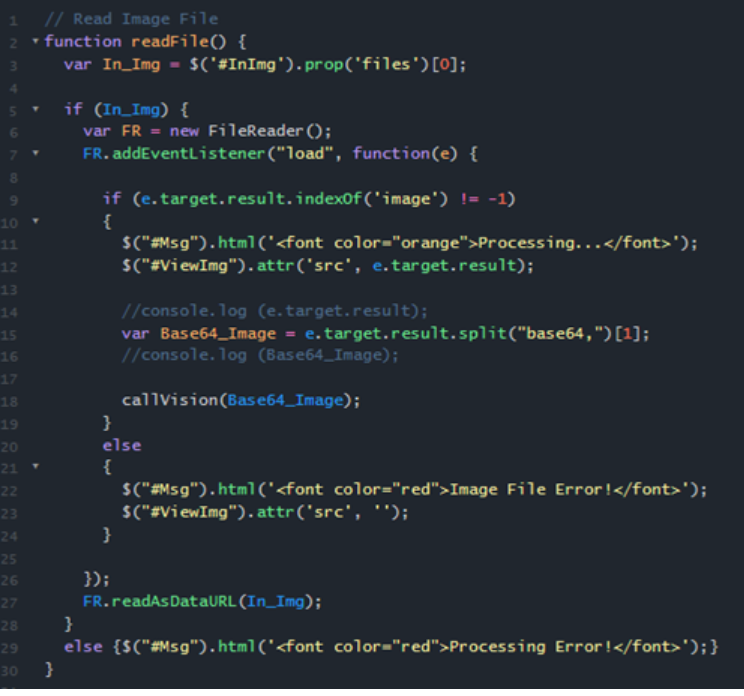 1 // Read Image File
2 function readFile() {
3 var In_Img = $('#InImg').prop('files')[0];
4
5 if (In_Img) {
6 var FR = new FileReader();
7 FR.addEventListener("load", function(e) {
8
9 if (e.target.result.indexOf('image') != -1)
10 {
11 $("#Msg").html('<font color="orange">Processing...</font>');
12 $("#ViewImg").attr('src', e.target.result);
13
14 //console.log (e.target.result);
15 var Base64_Image = e.target.result.split("base64,")[1];
16 //console.log (Base64_Image);
17
18 callVision(Base64_Image);
19 }
20 else
21 {
22 $("#Msg").html('<font color="red">Image File Error!</font>');
23 $("#ViewImg").attr('src', '');
24 }
25
26 });
27 FR.readAsDataURL(In_Img);
28 }
29 else {$("#Msg").html('<font color="red">Processing Error!</font>');}
30 }